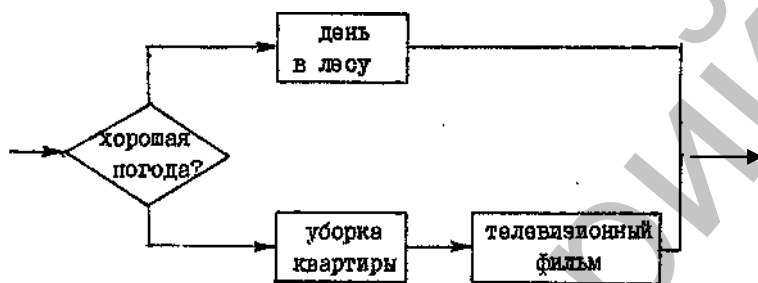 день
в лесу
хорошая
погода?
уборка
квартиры
телевизионный
фильм